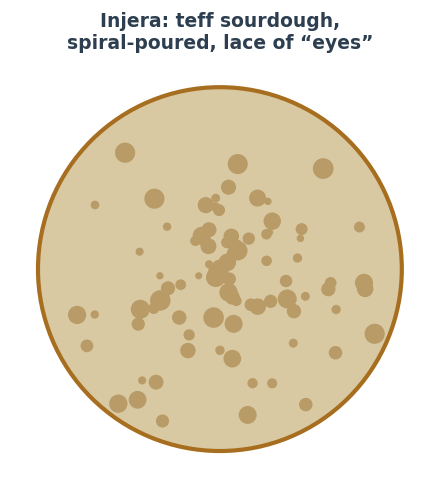 Injera: teff sourdough,
spiral-poured, lace of “eyes”